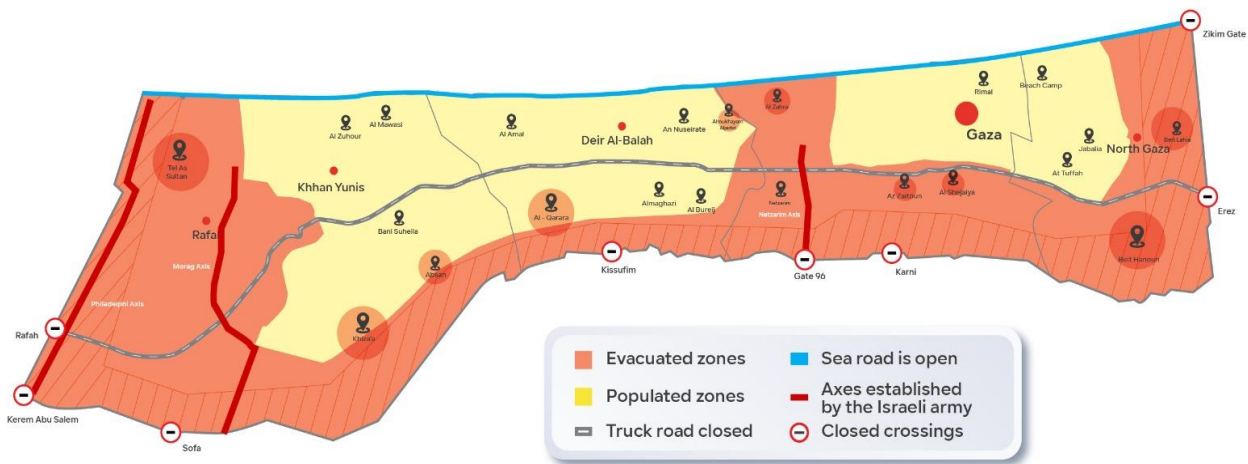 Zikim Gate
Rimal
Beach Camp
Al Zahra
Al Mawasi
Al Zuhour
Al Amal
An Nuseirate
Gaza
Beit Lahia
Tel As
Sultan
Deir Al-Balah
Jabalia
North Gaza
At Tuffah
Khhan Yunis
Almaghazi
Al Bureij
Netzarim
Az Zaitoun
Al Shejaiya
Erez
Rafah
Bani Suheila
Al - Qarara
Netzarim Axis
Beit Hanoun
Morag Axis
Absan
Kissufim
Gate 96
Karni
Philadelphi Axis
Rafah
Khuza'a
Kerem Abu Salem
Sofa
Evacuated zones
Populated zones
Truck road closed
Sea road is open
Axes established
by the Israeli army
Closed crossings